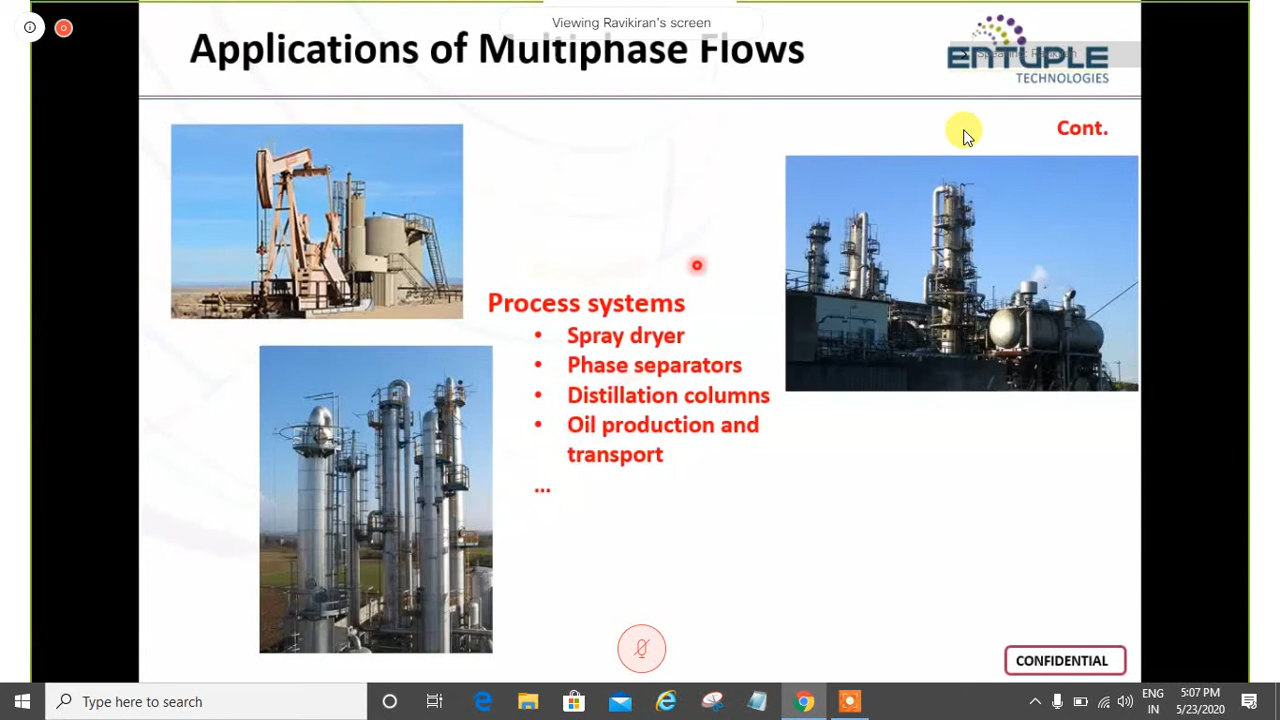 Viewing Ravikiran's screen
Applications of Multiphase Flows
ENTUPLE
TECHNOLOGIES
Cont.
Process systems
• Spray dryer
• Phase separators
• Distillation columns
• Oil production and
transport
...
CONFIDENTIAL
Type here to search
ENG
IN
5:07 PM
5/23/2020